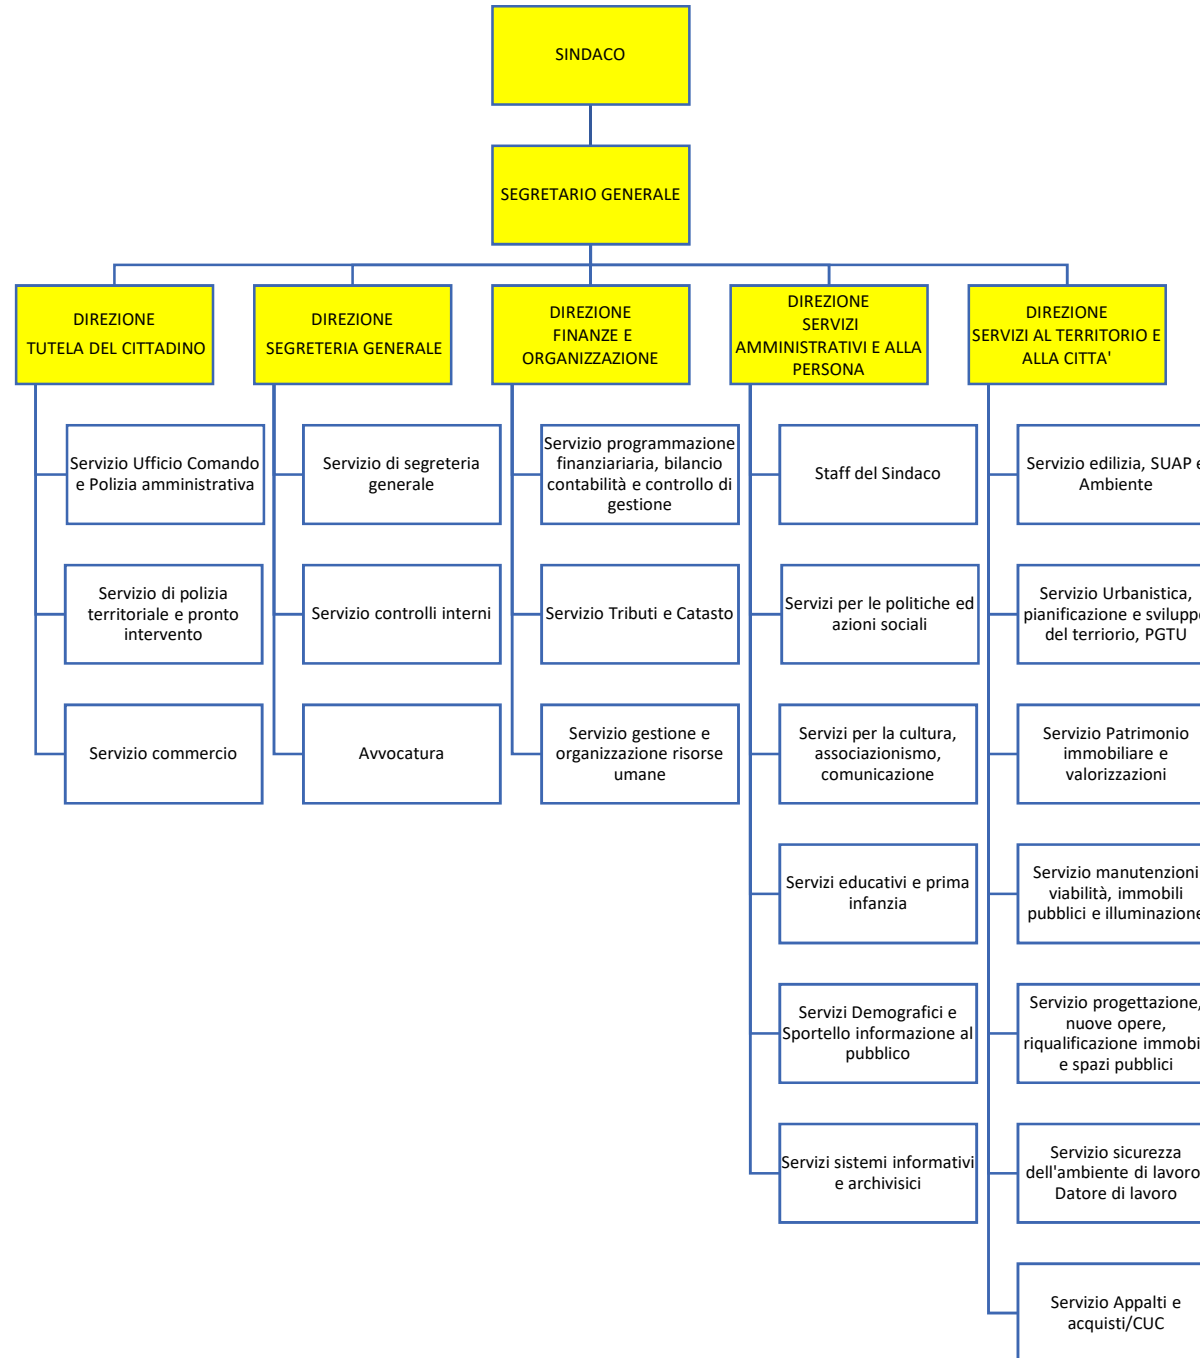 SINDACO
SEGRETARIO GENERALE
DIREZIONE
TUTELA DEL CITTADINO
DIREZIONE
SEGRETERIA GENERALE
DIREZIONE
FINANZE E
ORGANIZZAZIONE
DIREZIONE
SERVIZI
AMMINISTRATIVI E ALLA
PERSONA
DIREZIONE
SERVIZI AL TERRITORIO E
ALLA CITTA'
Servizio Ufficio Comando
e Polizia amministrativa
Servizio di polizia
territoriale e pronto
intervento
Servizio commercio
Servizio di segreteria
generale
Servizio controlli interni
Avvocatura
Servizio programmazione
finanziariaria, bilancio
contabilità e controllo di
gestione
Servizio Tributi e Catasto
Servizio gestione e
organizzazione risorse
umane
Staff del Sindaco
Servizi per le politiche ed
azioni sociali
Servizi per la cultura,
associazionismo,
comunicazione
Servizi educativi e prima
infanzia
Servizi Demografici e
Sportello informazione al
pubblico
Servizi sistemi informativi
e archivisici
Servizio edilizia, SUAP e
Ambiente
Servizio Urbanistica,
pianificazione e svilupp
del terriorio, PGTU
Servizio Patrimonio
immobiliare e
valorizzazioni
Servizio manutenzioni
viabilità, immobili
pubblici e illuminazione
Servizio progettazione,
nuove opere,
riqualificazione immobi
e spazi pubblici
Servizio sicurezza
dell'ambiente di lavoro
Datore di lavoro
Servizio Appalti e
acquisti/CUC